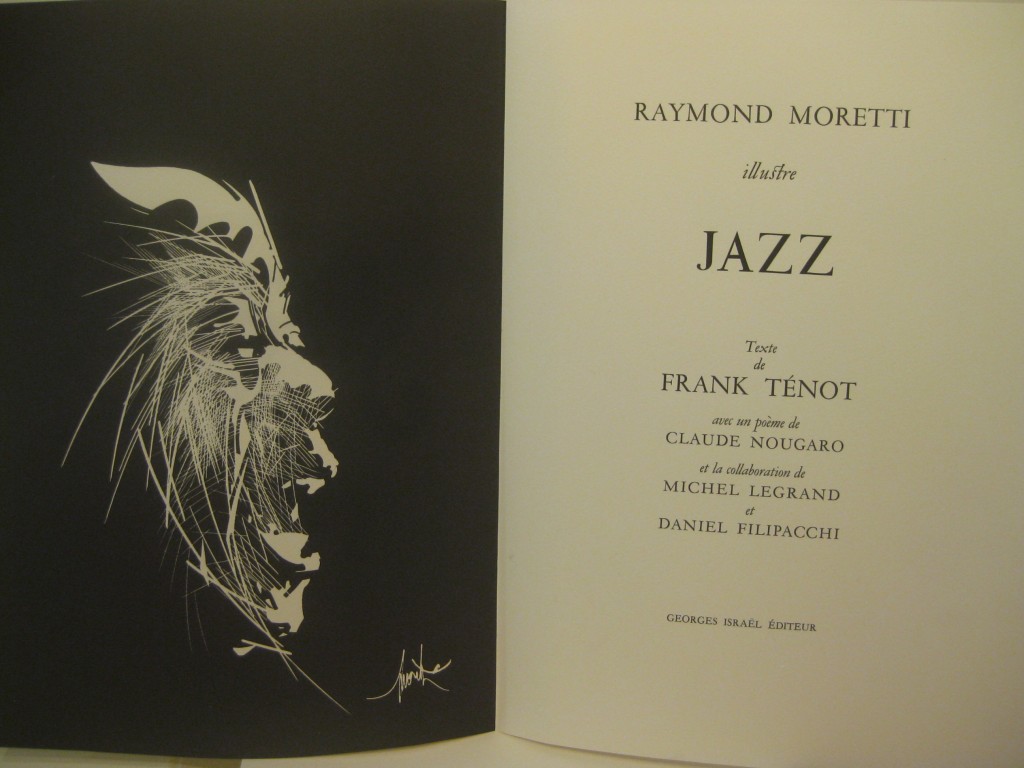 RAYMOND MORETTI
illustre
JAZZ
Texte
de
FRANK TÉNOT
avec un poème de
CLAUDE NOUGARO
et la collaboration de
MICHEL LEGRAND
et
DANIEL FILIPACCHI
GEORGES ISRAËL ÉDITEUR